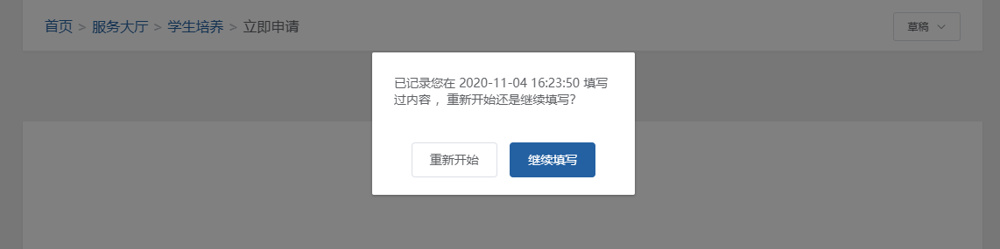 首页 > 服务大厅 > 学生培养 > 立即申请
草稿
已记录您在 2020-11-04 16:23:50 填写
过内容 ，重新开始还是继续填写?
重新开始
继续填写